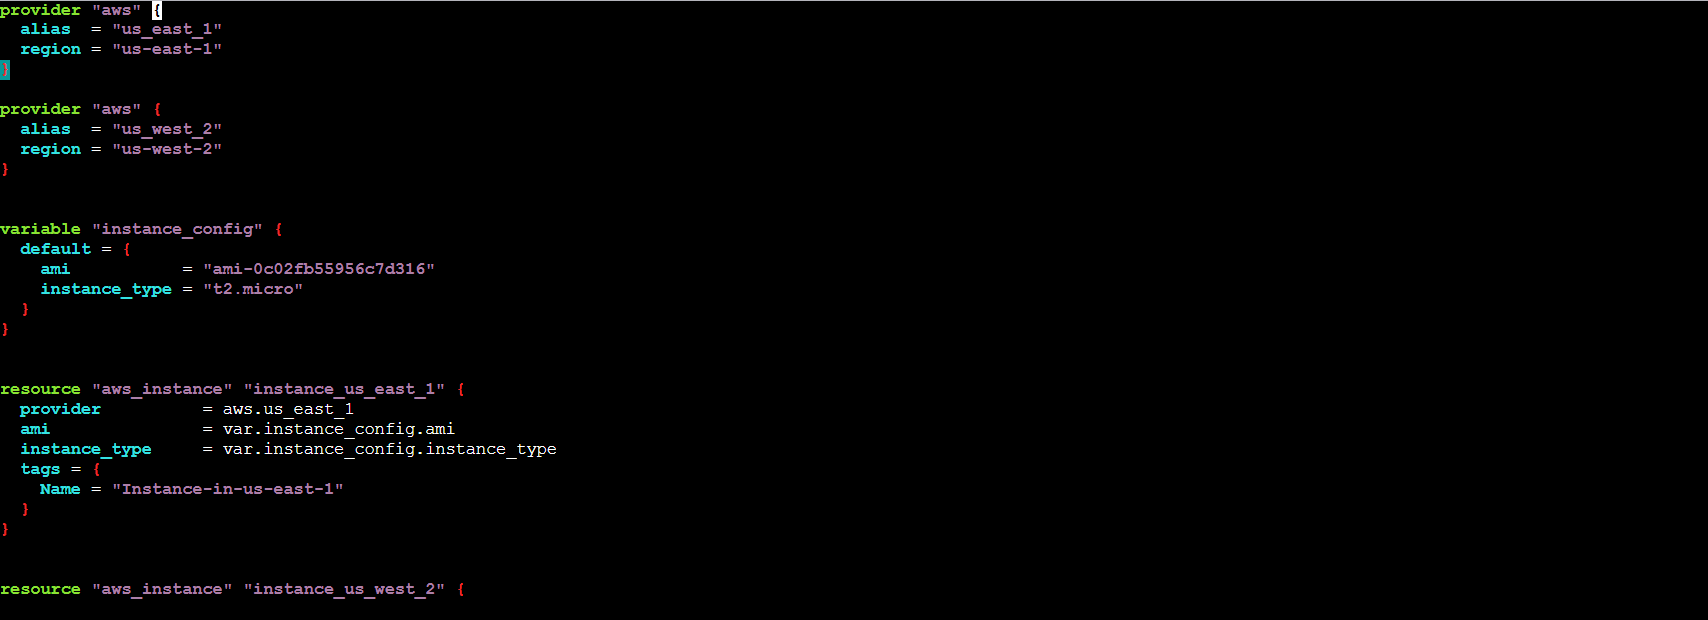 provider "aws" {
  alias  = "us_east_1"
  region = "us-east-1"
}
provider "aws" {
  alias  = "us_west_2"
  region = "us-west-2"
}
variable "instance_config" {
  default = {
    ami           = "ami-0c02fb55956c7d316"
    instance_type = "t2.micro"
  }
}
resource "aws_instance" "instance_us_east_1" {
  provider          = aws.us_east_1
  ami               = var.instance_config.ami
  instance_type     = var.instance_config.instance_type
  tags = {
    Name = "Instance-in-us-east-1"
  }
}
resource "aws_instance" "instance_us_west_2" {